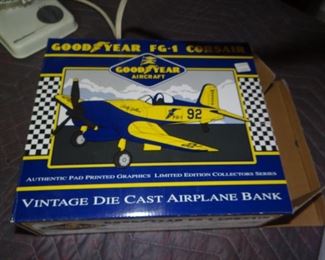 GOODYEAR FG-1 CORSAIR
GOODYEAR
AIRCRAFT
92
AUTHENTIC PAD PRINTED GRAPHICS LIMITED EDITION COLLECTORS SERIES
VINTAGE DIE CAST AIRPLANE BANK